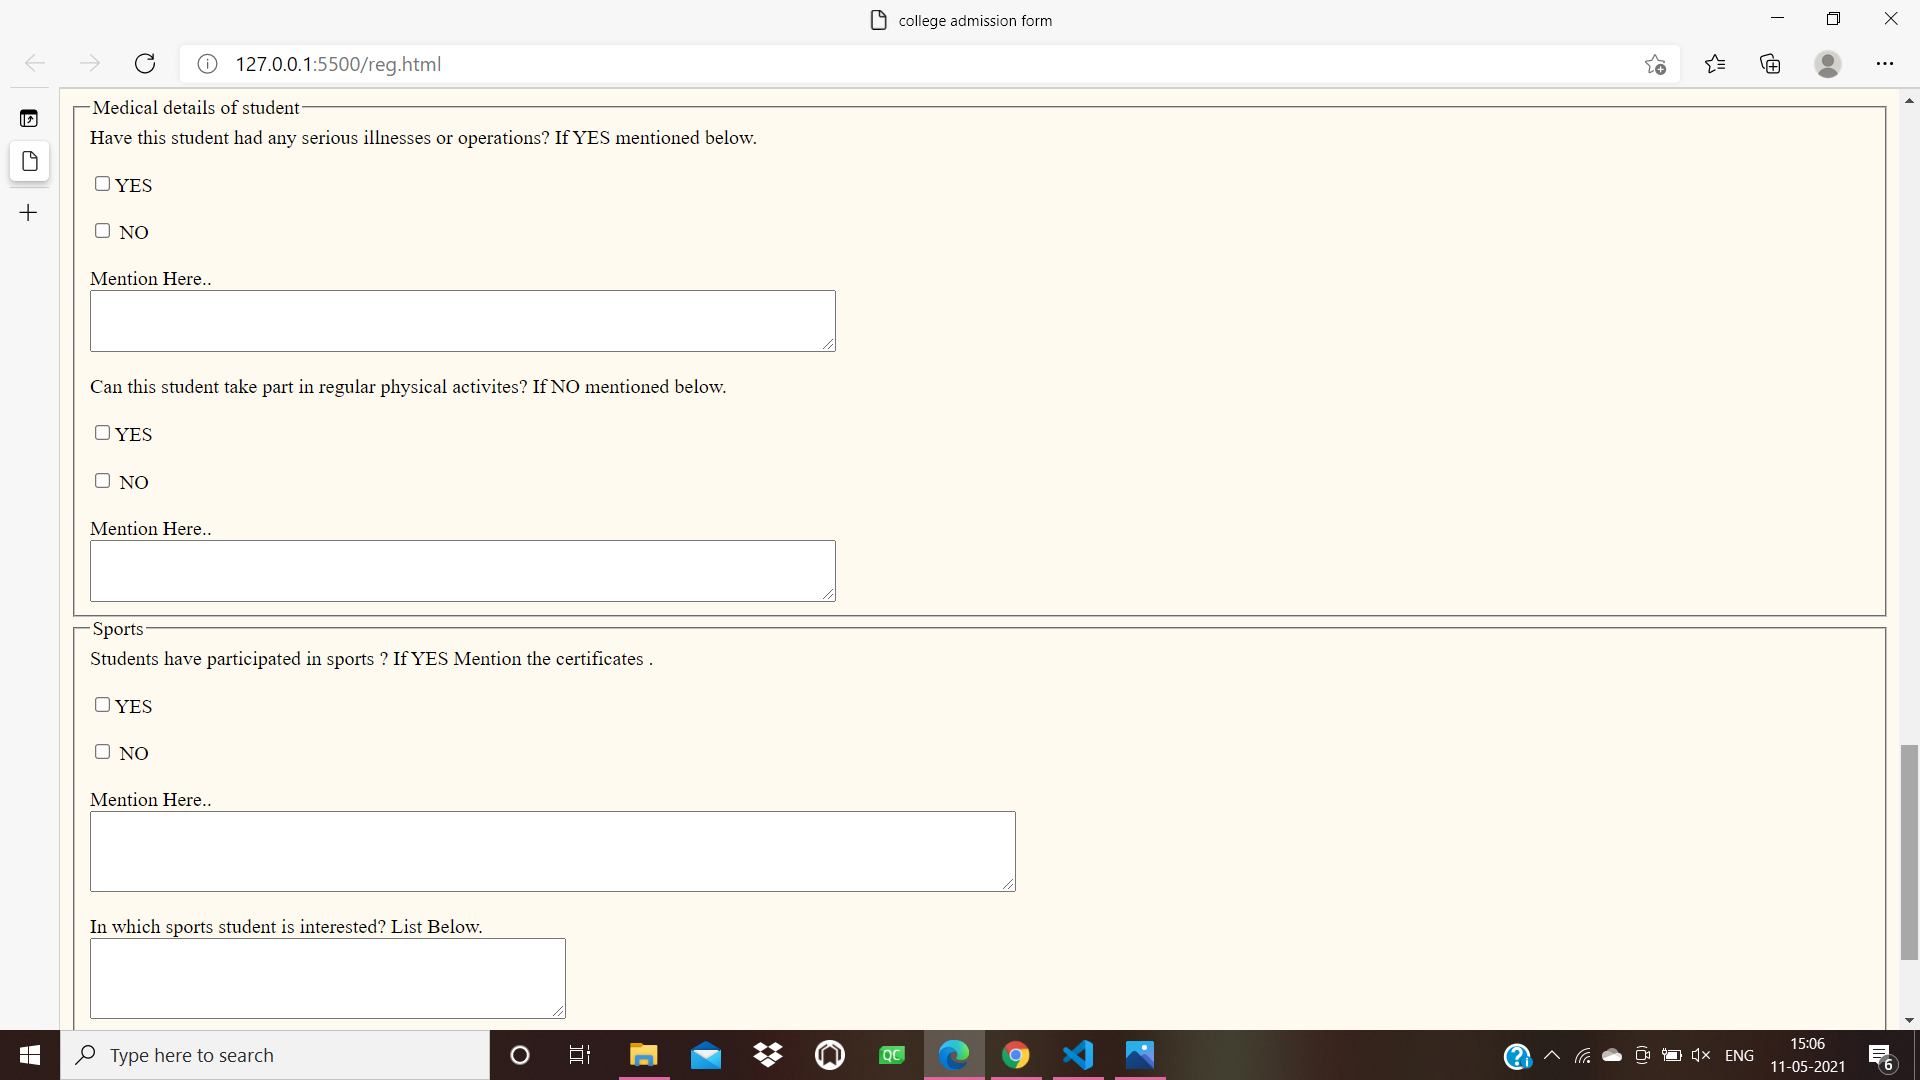 college admission form
127.0.0.1:5500/reg.html
Medical details of student
Have this student had any serious illnesses or operations? If YES mentioned below.
YES
NO
Mention Here..
Can this student take part in regular physical activites? If NO mentioned below.
YES
NO
Mention Here..
Sports
Students have participated in sports ? If YES Mention the certificates .
YES
NO
Mention Here..
In which sports student is interested? List Below.
Type here to search
QC
ENG
15:06
11-05-2021
6